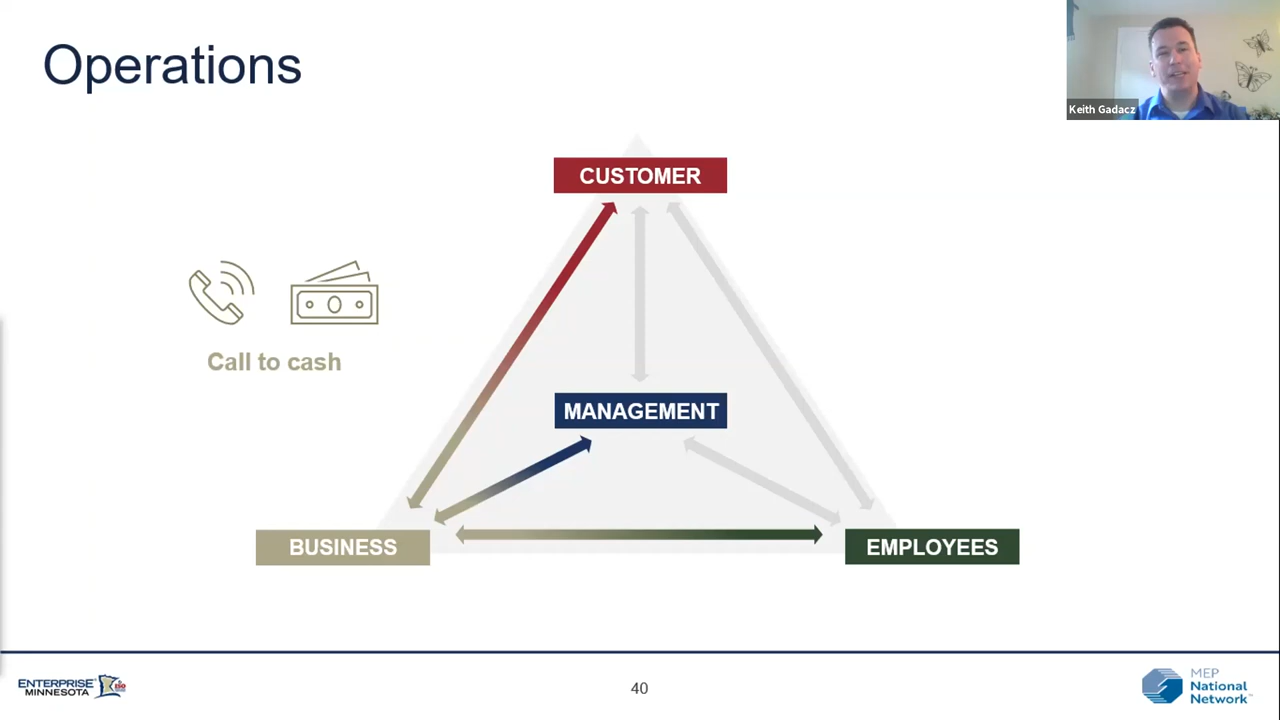 Operations
Keith Gadacz
CUSTOMER
Call to cash
MANAGEMENT
BUSINESS
EMPLOYEES
ENTERPRISE
MINNESOTA
40
MEP
National
Network